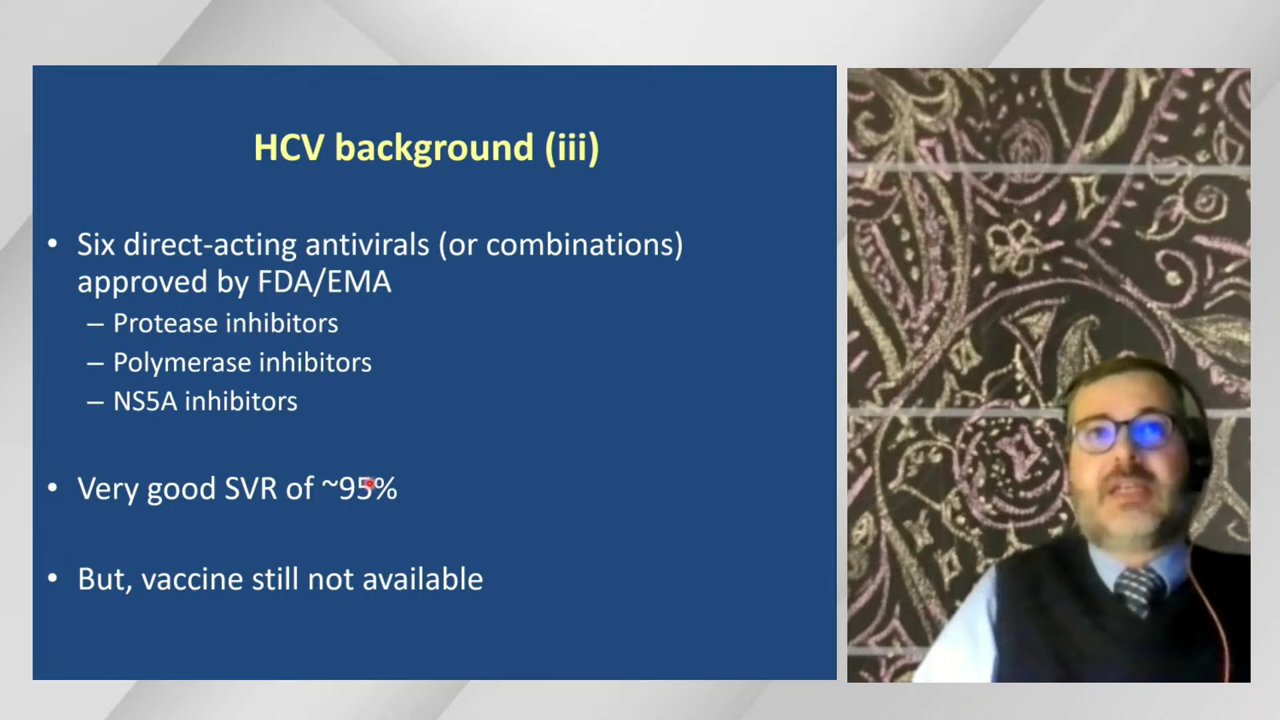 HCV background (iii)
• Six direct-acting antivirals (or combinations)
approved by FDA/EMA
– Protease inhibitors
– Polymerase inhibitors
– NS5A inhibitors
• Very good SVR of ~95%
• But, vaccine still not available